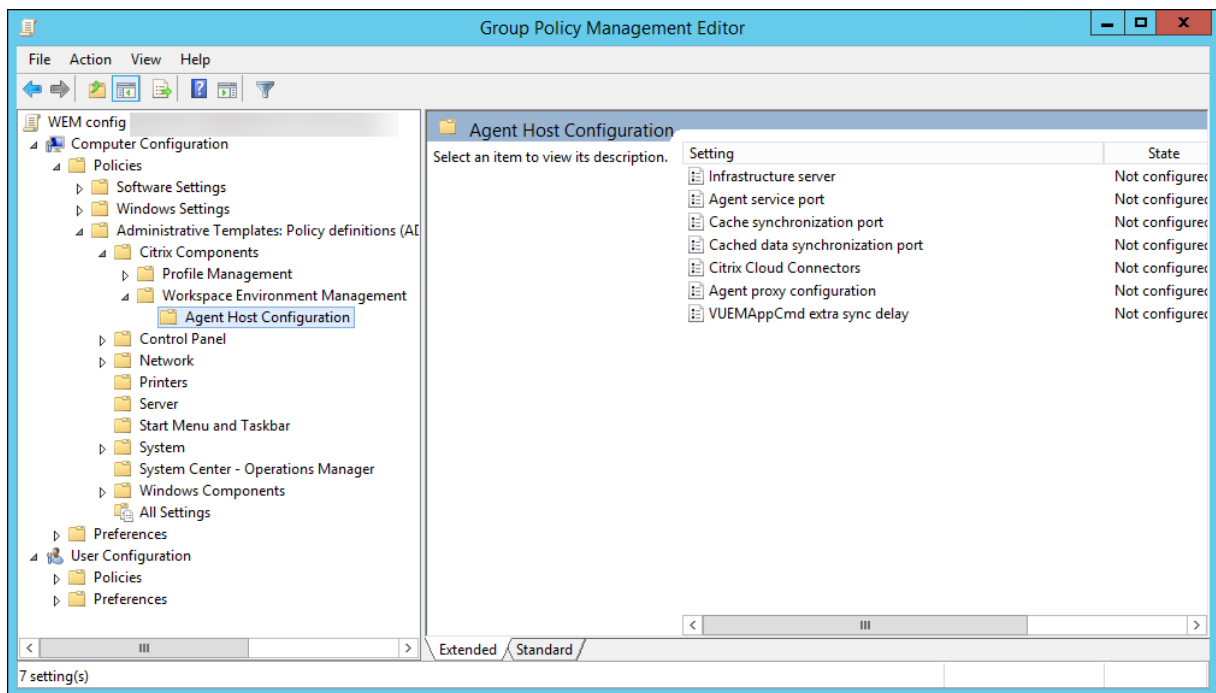 Group Policy Management Editor
File Action View Help
WEM config
Computer Configuration
Policies
Software Settings
Windows Settings
Administrative Templates: Policy definitions (AD
Citrix Components
Profile Management
Workspace Environment Management
Agent Host Configuration
Control Panel
Network
Printers
Server
Start Menu and Taskbar
System
System Center - Operations Manager
Windows Components
All Settings
Preferences
User Configuration
Policies
Preferences
Agent Host Configuration
Select an item to view its description.
Setting State
Infrastructure server Not configured
Agent service port Not configured
Cache synchronization port Not configured
Cached data synchronization port Not configured
Citrix Cloud Connectors Not configured
Agent proxy configuration Not configured
VUEMAppCmd extra sync delay Not configured
Extended Standard
7 setting(s)